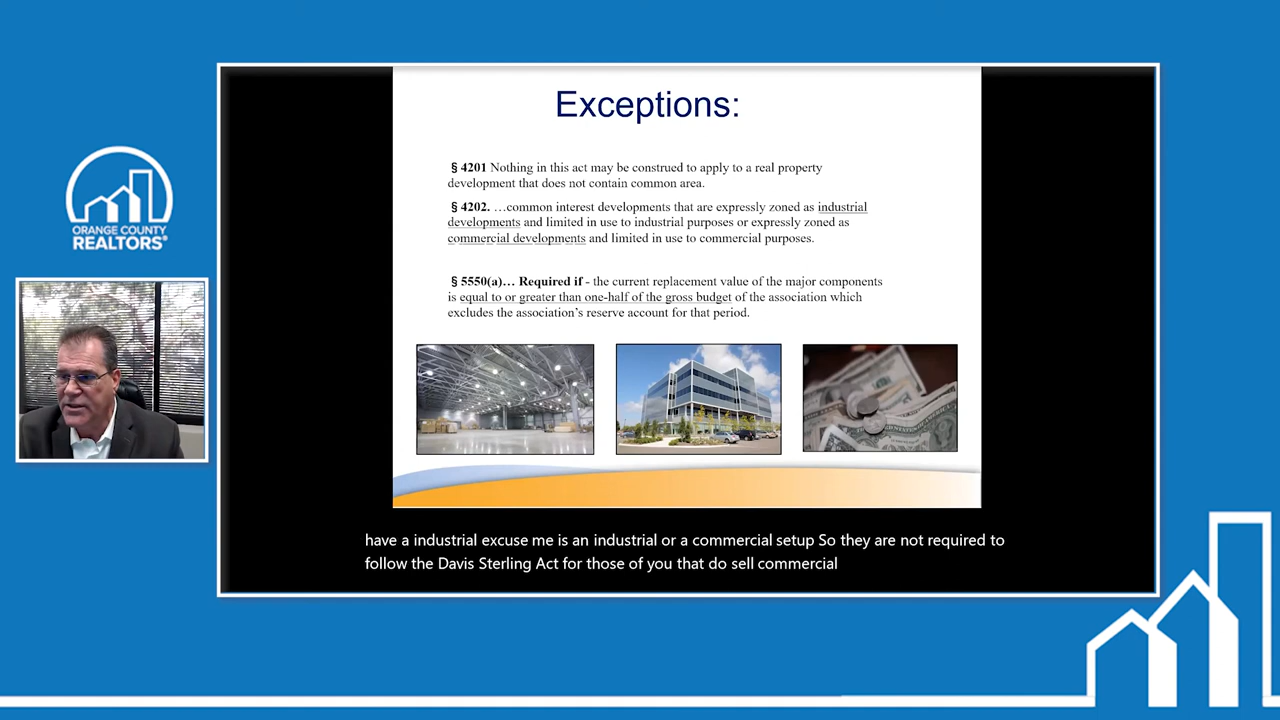 Exceptions:
§ 4201 Nothing in this act may be construed to apply to a real property
development that does not contain common area.
§ 4202. …common interest developments that are expressly zoned as industrial
developments and limited in use to industrial purposes or expressly zoned as
commercial developments and limited in use to commercial purposes.
§ 5550(a)… Required if - the current replacement value of the major components
is equal to or greater than one-half of the gross budget of the association which
excludes the association’s reserve account for that period.
ORANGE COUNTY
REALTORS®
have a industrial excuse me is an industrial or a commercial setup So they are not required to
follow the Davis Sterling Act for those of you that do sell commercial